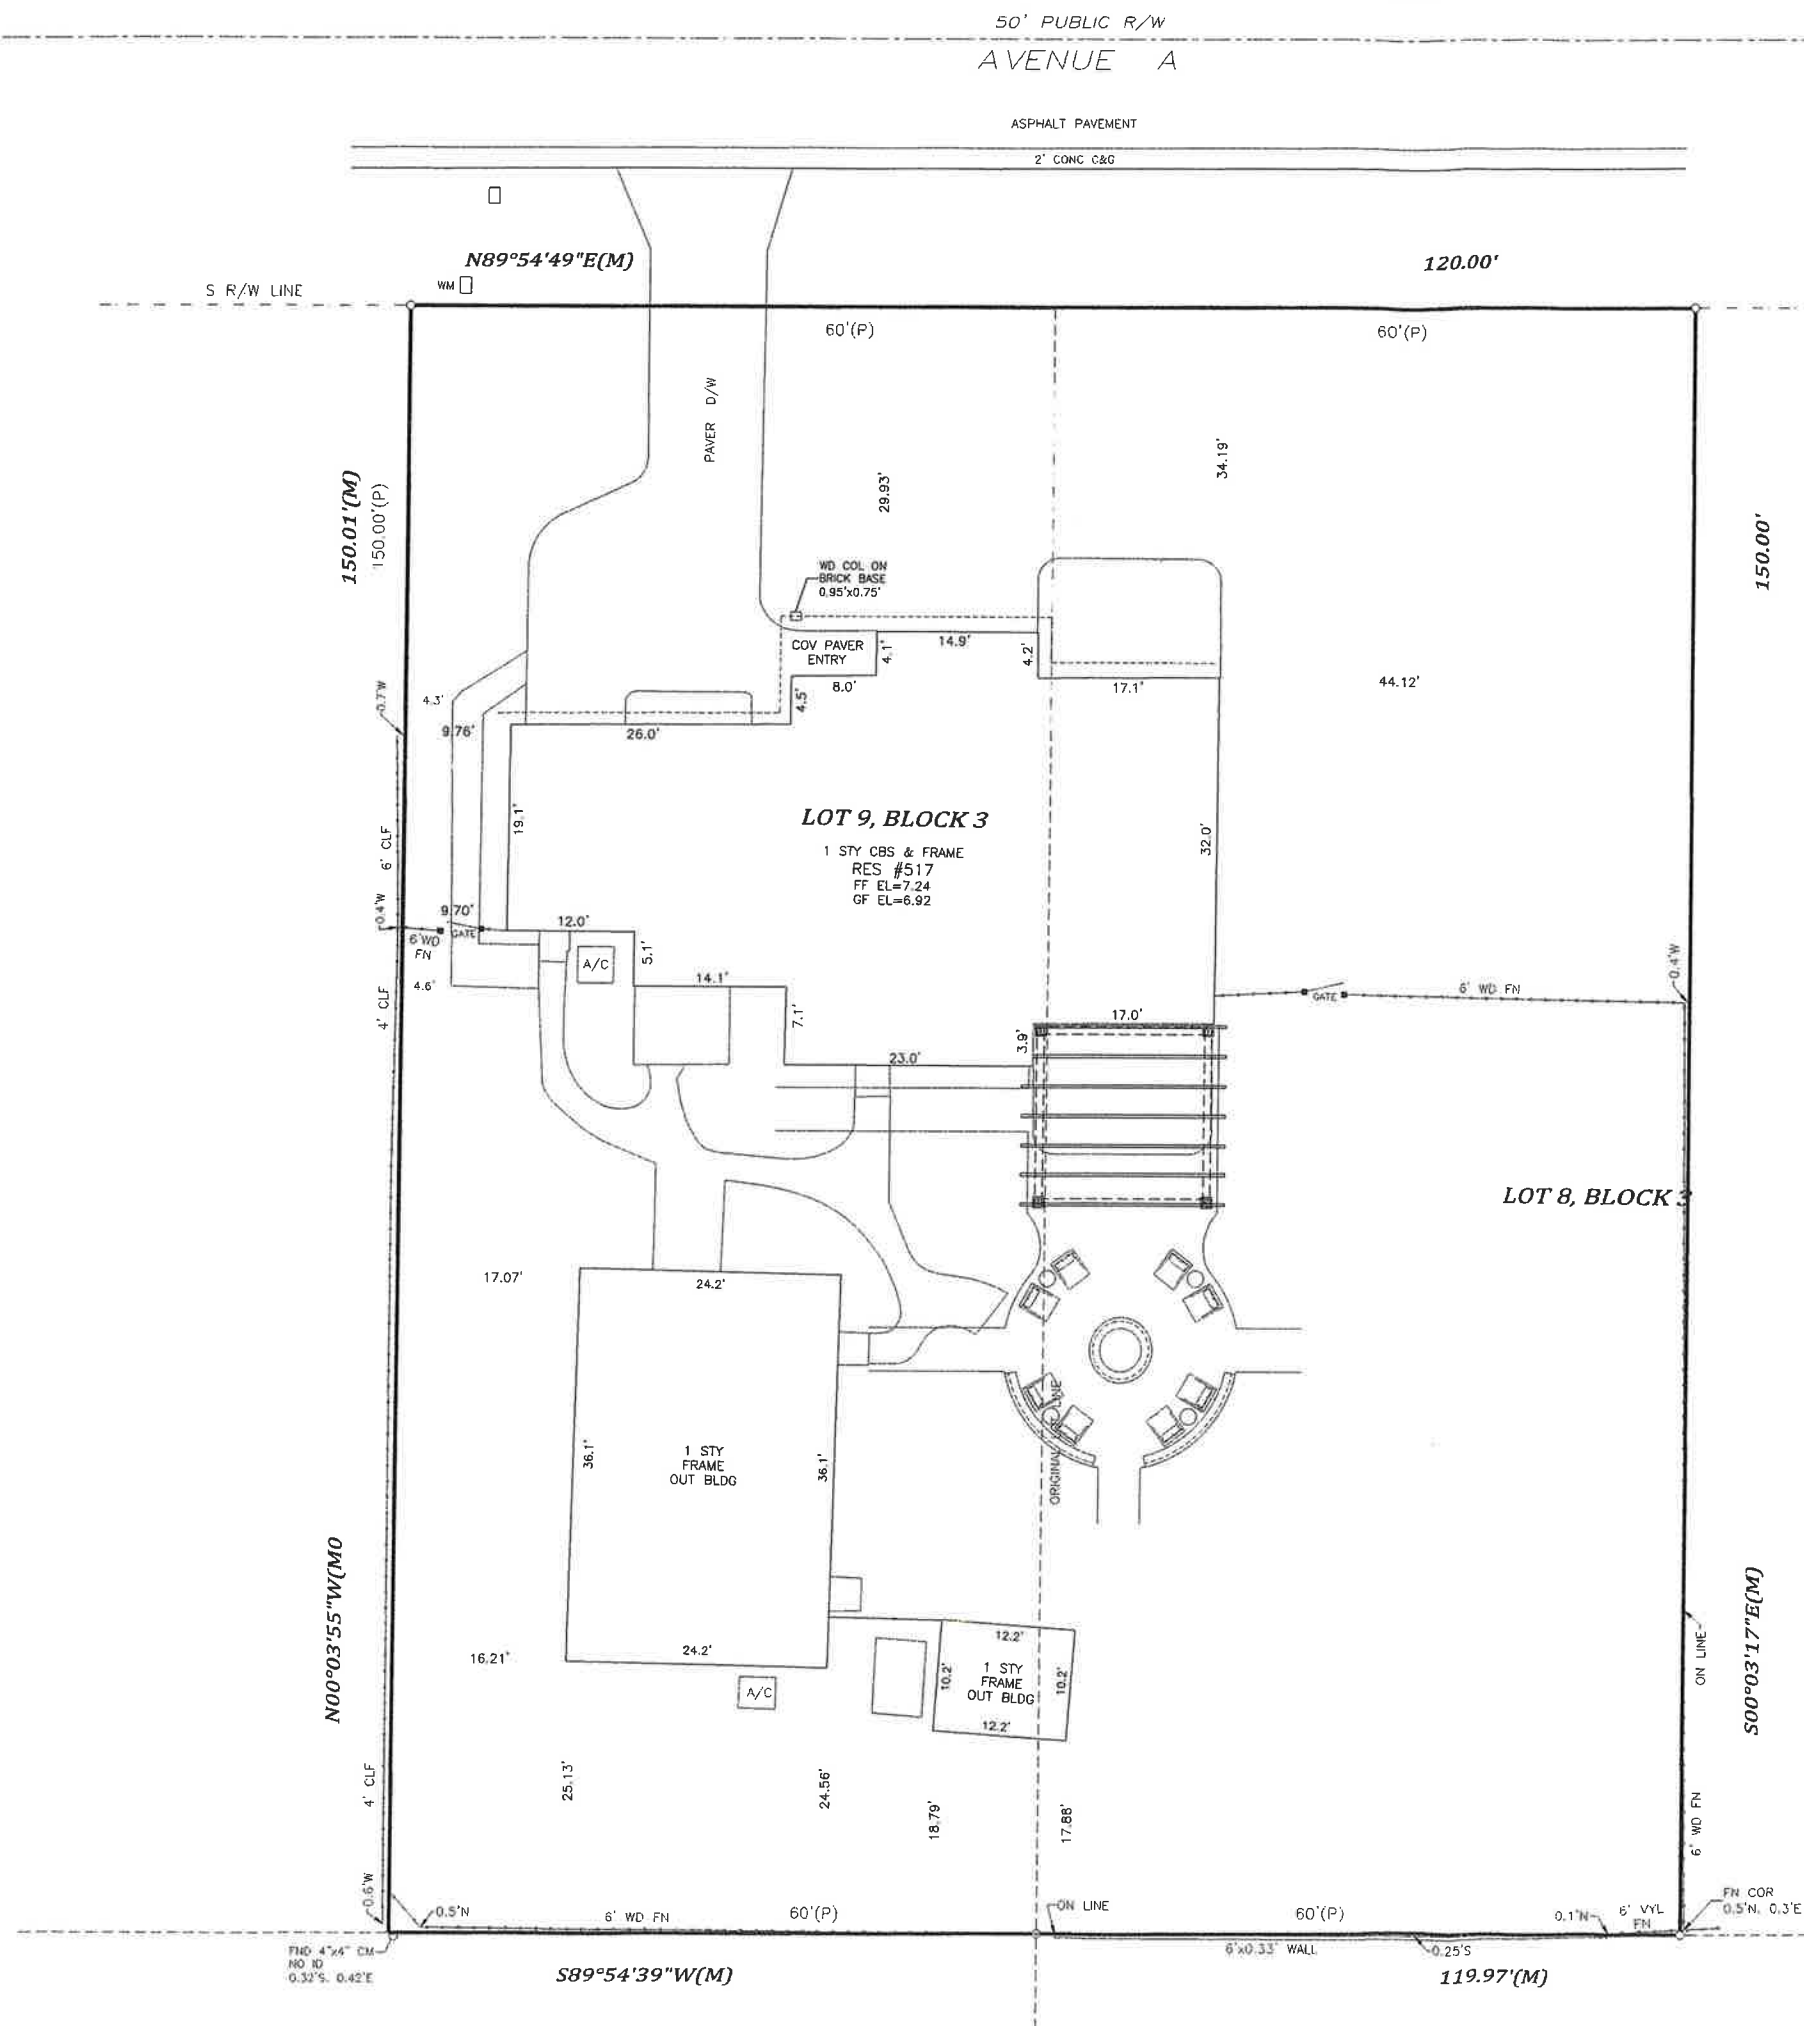 50' PUBLIC R/W
AVENUE A
ASPHALT PAVEMENT
2' CONC C&G
N89°54'49"E(M)
120.00'
WM
S R/W LINE
60'(P)
60'(P)
PAVER D/W
34.19'
29.93'
150.01'(M)
150.00'(P)
150.00'
WD COL ON
BRICK BASE
0.95'x0.75'
COV PAVER
ENTRY
4.1'
14.9'
4.2'
8.0'
4.5'
17.1'
44.12'
0.7'W
4.3'
9.76'
26.0'
19.1'
LOT 9, BLOCK 3
1 STY CBS & FRAME
RES #517
FF EL=7.24
GF EL=6.92
32.0'
6' CLF
0.4'W
9.70'
GATE
12.0'
6'WD
FN
A/C
5.1'
4.6'
14.1'
4' CLF
7.1'
0.4'W
6' WD FN
GATE
17.0'
3.9'
23.0'
LOT 8, BLOCK 3
17.07'
24.2'
36.1'
1 STY
FRAME
OUT BLDG
36.1'
ORIGINAL LOT LINE
N00°03'55"W(M0
S00°03'17"E(M)
ON LINE
16.21'
24.2'
12.2'
10.2'
1 STY
FRAME
OUT BLDG
10.2'
12.2'
A/C
25.13'
24.56'
18.79'
17.88'
4' CLF
6' WD FN
0.6'W
0.5'N
6' WD FN
60'(P)
ON LINE
60'(P)
0.1'N
6' VYL
FN
FN COR
0.5'N, 0.3'E
FND 4"x4" CM
NO ID
0.32'S, 0.42'E
6'x0.33' WALL
0.25'S
S89°54'39"W(M)
119.97'(M)